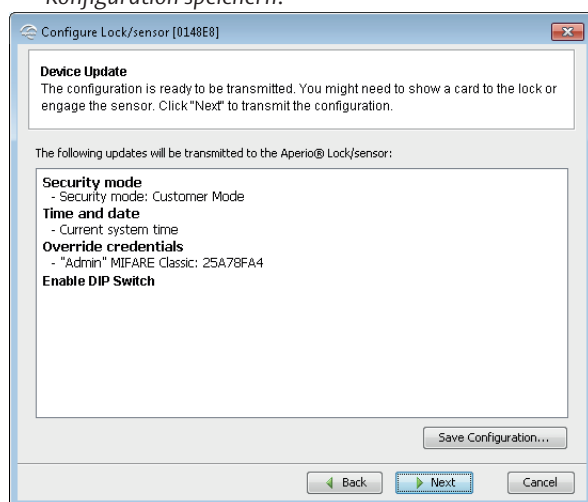 Konfiguration speichern.
Configure Lock/sensor [0148E8]
Device Update
The configuration is ready to be transmitted. You might need to show a card to the lock or
engage the sensor. Click "Next" to transmit the configuration.
The following updates will be transmitted to the Aperio® Lock/sensor:
Security mode
- Security mode: Customer Mode
Time and date
- Current system time
Override credentials
- "Admin" MIFARE Classic: 25A78FA4
Enable DIP Switch
Save Configuration...
Back
Next
Cancel